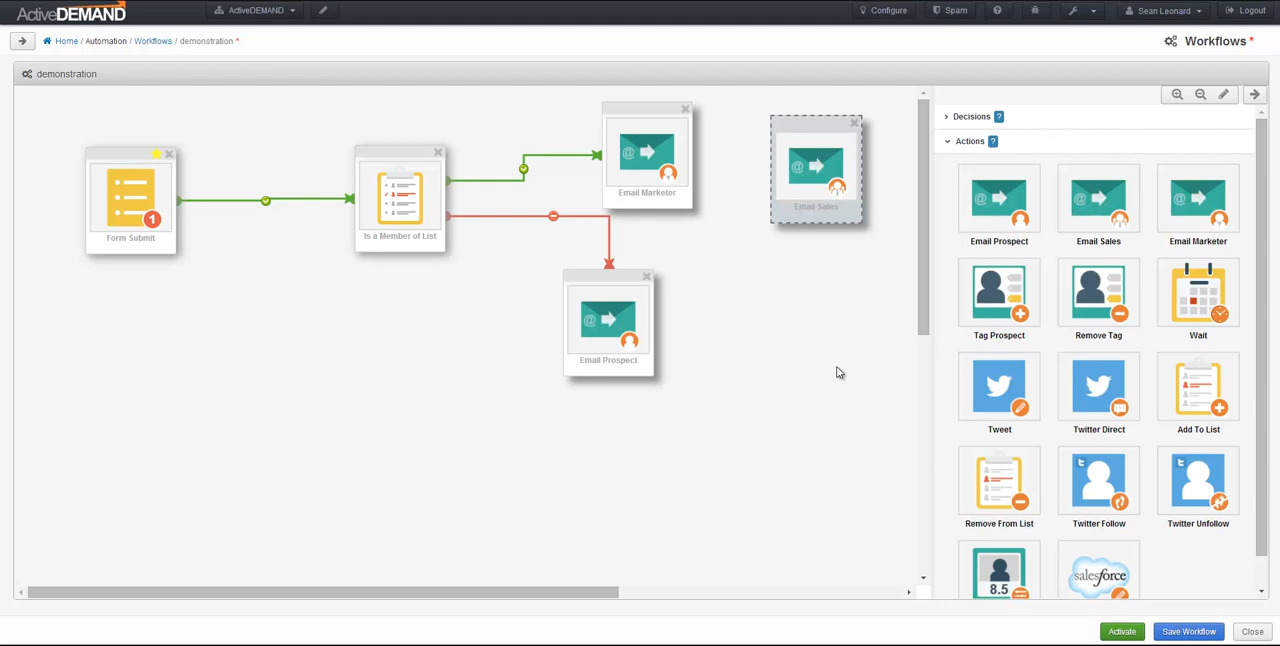 ActiveDEMAND
ActiveDEMAND
Configure
Spam
Sean Leonard
Logout
Home / Automation / Workflows / demonstration *
Workflows *
demonstration
Decisions ?
Actions ?
1
Form Submit
Is a Member of List
@
Email Marketer
@
Email Sales
@
Email Prospect
@
Email Prospect
@
Email Sales
@
Email Marketer
Tag Prospect
Remove Tag
Wait
Tweet
Twitter Direct
Add To List
Remove From List
Twitter Follow
Twitter Unfollow
8.5
salesforce
Activate
Save Workflow
Close